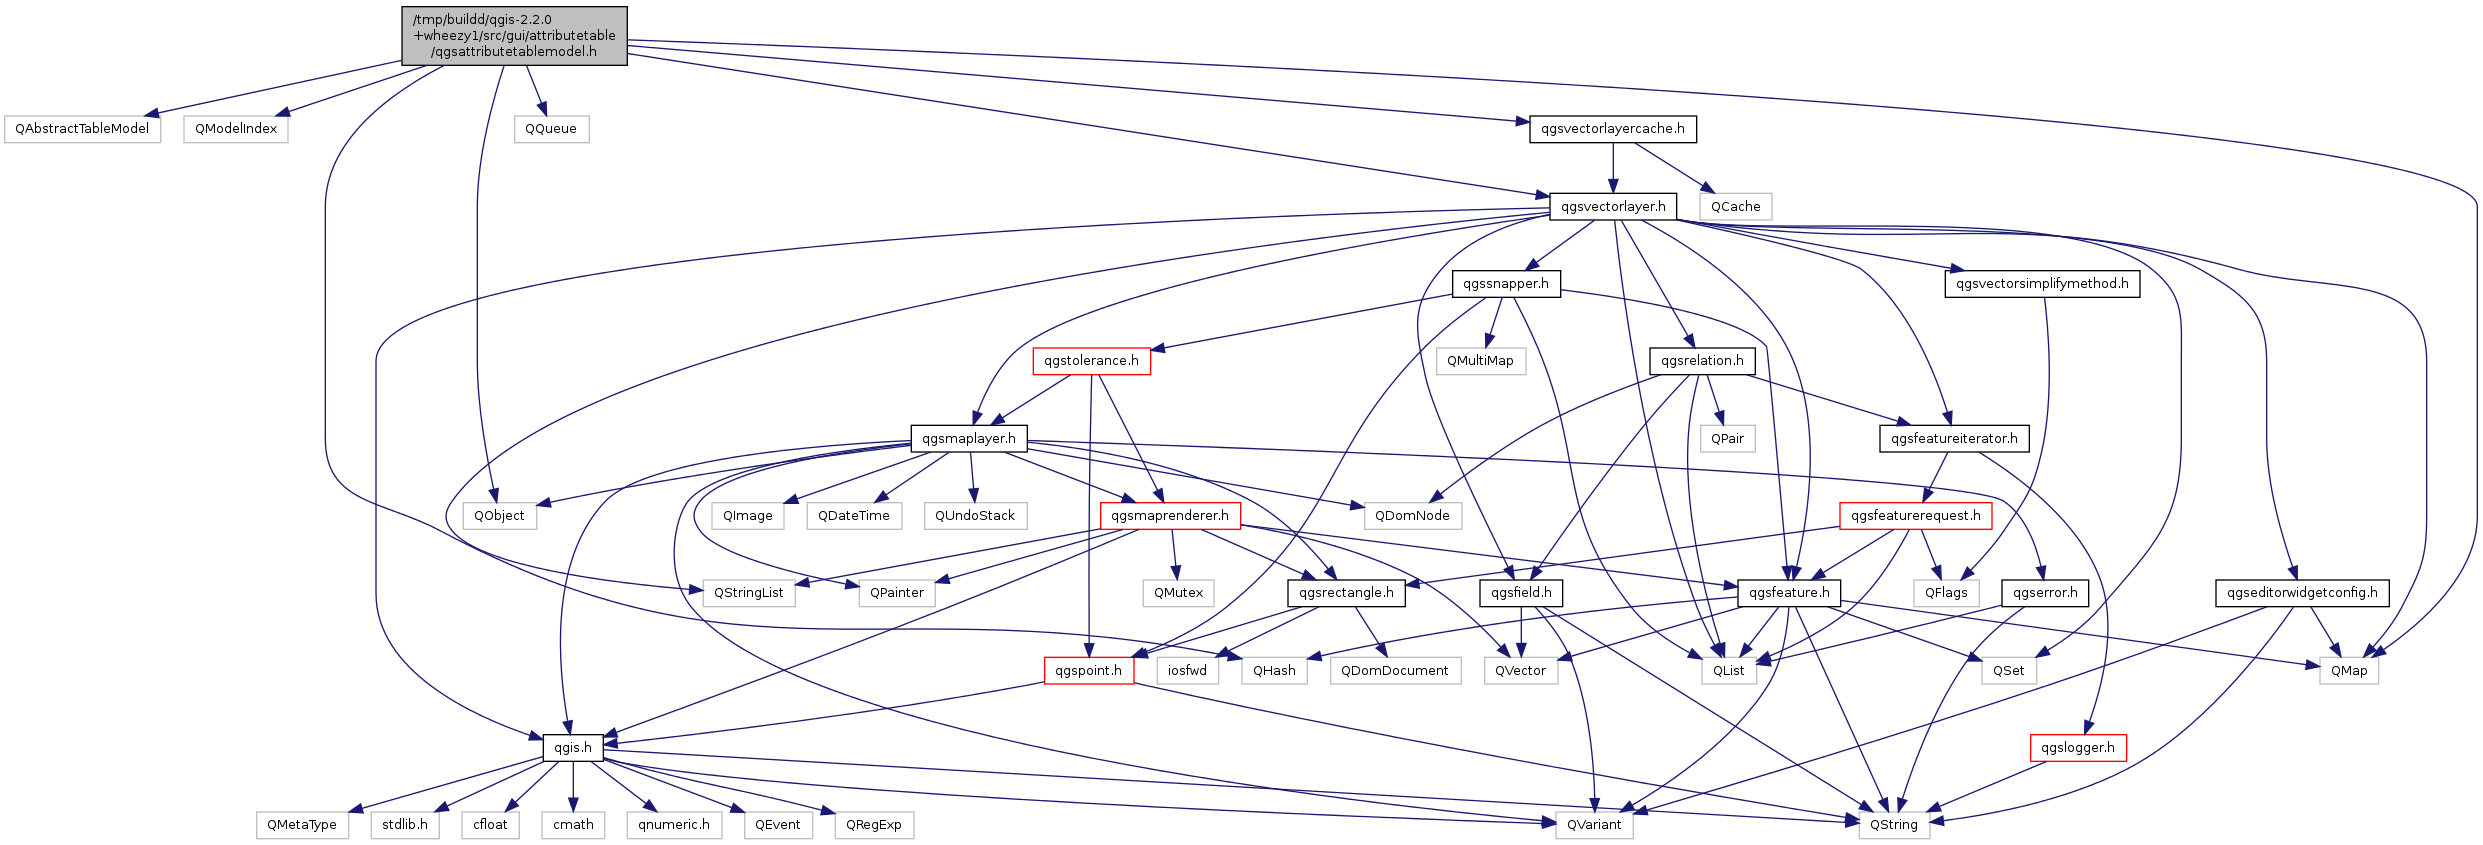 /tmp/buildd/qgis-2.2.0
+wheezy1/src/gui/attributetable
/qgsattributetablemodel.h
QAbstractTableModel
QModelIndex
QQueue
qgsvectorlayercache.h
qgsvectorlayer.h
QCache
qgssnapper.h
qgsvectorsimplifymethod.h
qgstolerance.h
QMultiMap
qgsrelation.h
qgsmaplayer.h
QPair
qgsfeatureiterator.h
QObject
QImage
QDateTime
QUndoStack
qgsmaprenderer.h
QDomNode
qgsfeaturerequest.h
QStringList
QPainter
QMutex
qgsrectangle.h
qgsfield.h
qgsfeature.h
QFlags
qgserror.h
qgseditorwidgetconfig.h
qgspoint.h
iosfwd
QHash
QDomDocument
QVector
QList
QSet
QMap
qgis.h
qgslogger.h
QMetaType
stdlib.h
cfloat
cmath
qnumeric.h
QEvent
QRegExp
QVariant
QString